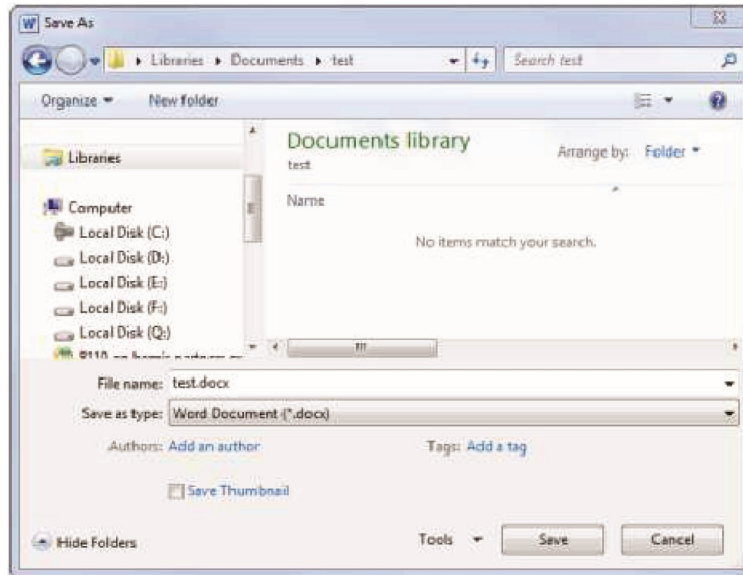 W Save As
Libraries Documents test
Search test
Organize
New folder
Libraries
Computer
Local Disk (C:)
Local Disk (D:)
Local Disk (E:)
Local Disk (F:)
Local Disk (Q:)
Documents library
test
Arrange by: Folder
Name
No items match your search.
File name: test.docx
Save as type: Word Document (*.docx)
Authors: Add an author
Tags: Add a tag
Save Thumbnail
Hide Folders
Tools
Save
Cancel